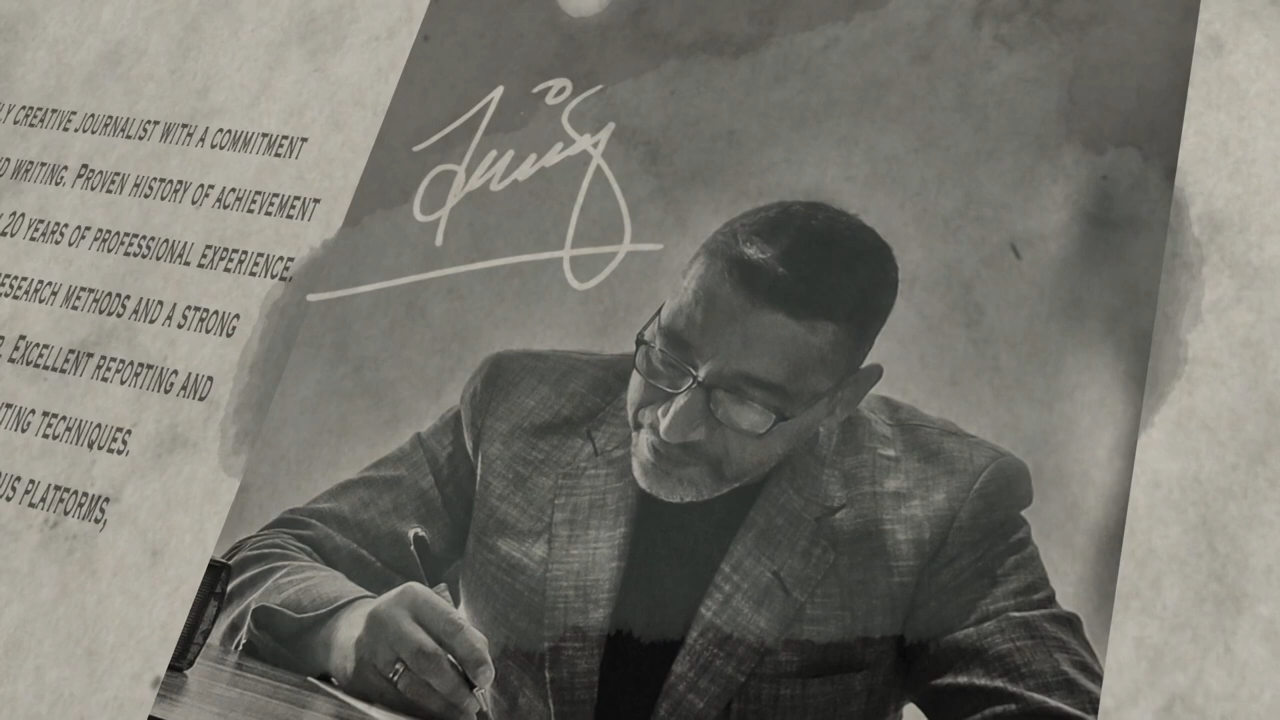 LY CREATIVE JOURNALIST WITH A COMMITMENT
D WRITING. PROVEN HISTORY OF ACHIEVEMENT
20 YEARS OF PROFESSIONAL EXPERIENCE.
ESEARCH METHODS AND A STRONG
EXCELLENT REPORTING AND
TING TECHNIQUES,
US PLATFORMS,